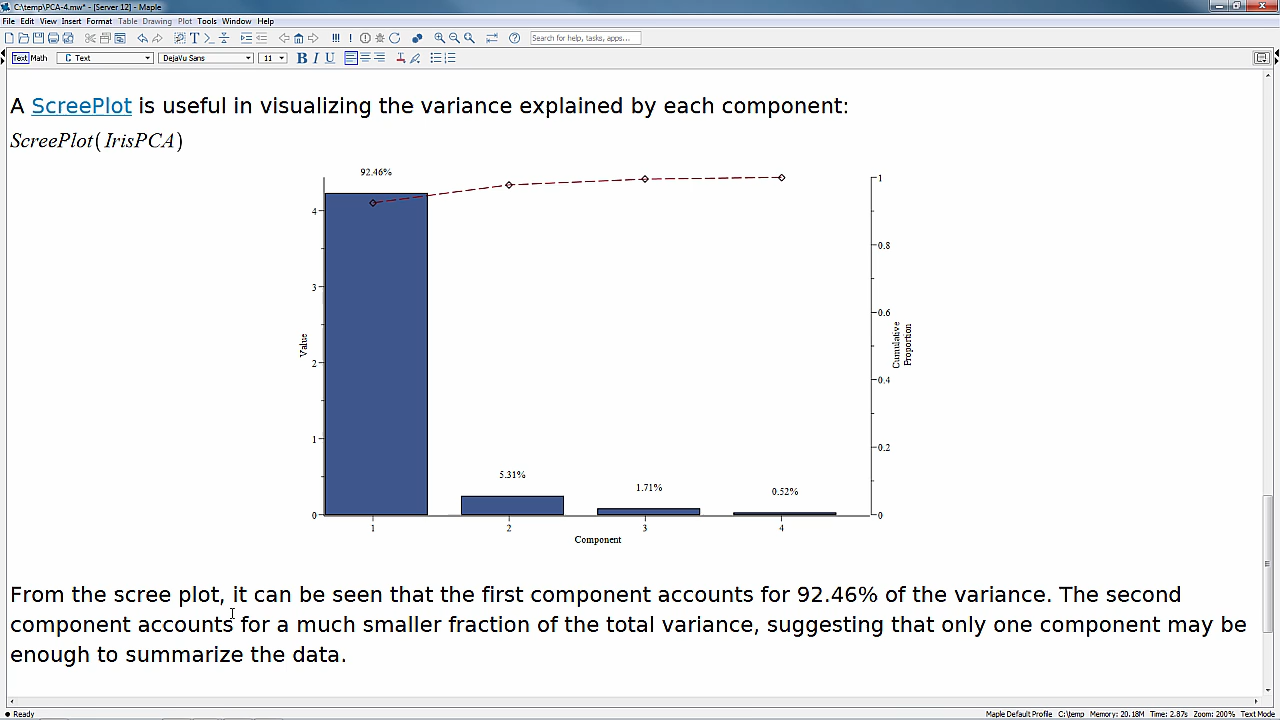 C:\temp\PCA-4.mw* - [Server 12] - Maple
File Edit View Insert Format Table Drawing Plot Tools Window Help
Search for help, tasks, apps...
Text Math C Text DejaVu Sans 11 B I U
A ScreePlot is useful in visualizing the variance explained by each component:
ScreePlot(IrisPCA)
92.46%
5.31%
1.71%
0.52%
4
3
2
1
0
Value
1
0.8
0.6
0.4
0.2
0
Cumulative
Proportion
1 2 3 4
Component
From the scree plot, it can be seen that the first component accounts for 92.46% of the variance. The second
component accounts for a much smaller fraction of the total variance, suggesting that only one component may be
enough to summarize the data.
Ready
Maple Default Profile C:\temp Memory: 20.18M Time: 2.87s Zoom: 200% Text Mode